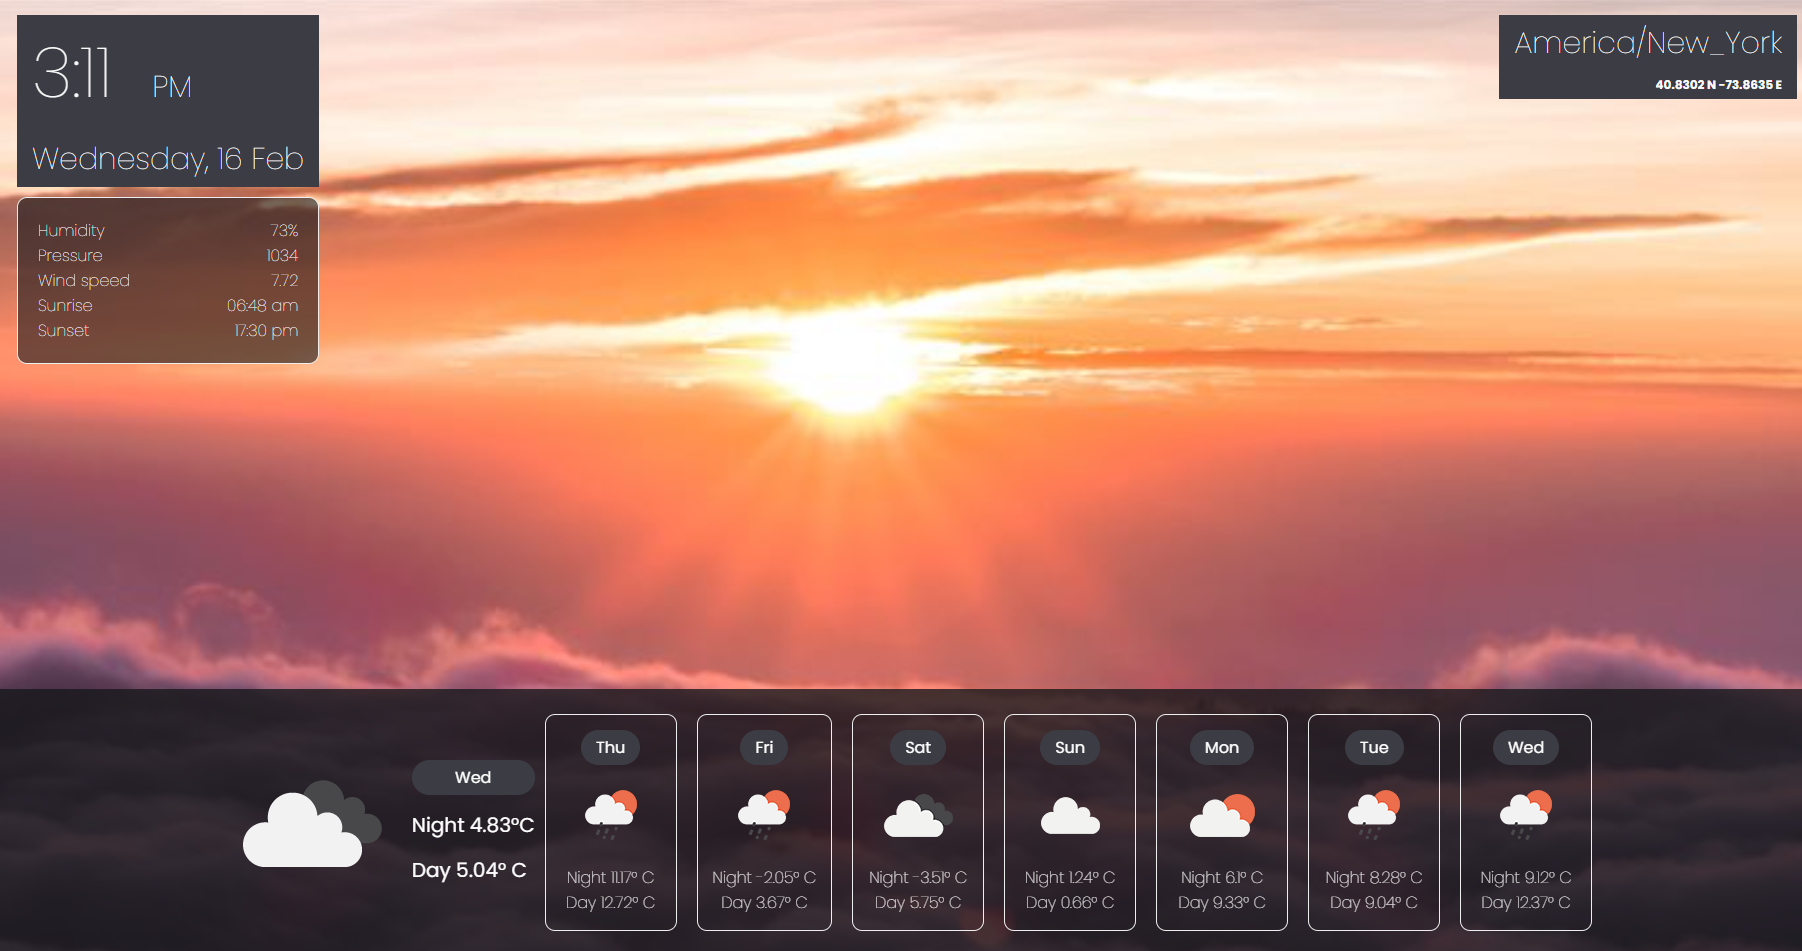 3:11 PM
Wednesday, 16 Feb
America/New_York
40.8302 N -73.8635 E
Humidity 73%
Pressure 1034
Wind speed 7.72
Sunrise 06:48 am
Sunset 17:30 pm
Wed
Night 4.83°C
Day 5.04° C
Thu
Night 11.17° C
Day 12.72° C
Fri
Night -2.05° C
Day 3.67° C
Sat
Night -3.51° C
Day 5.75° C
Sun
Night 1.24° C
Day 0.66° C
Mon
Night 6.1° C
Day 9.33° C
Tue
Night 8.28° C
Day 9.04° C
Wed
Night 9.12° C
Day 12.37° C